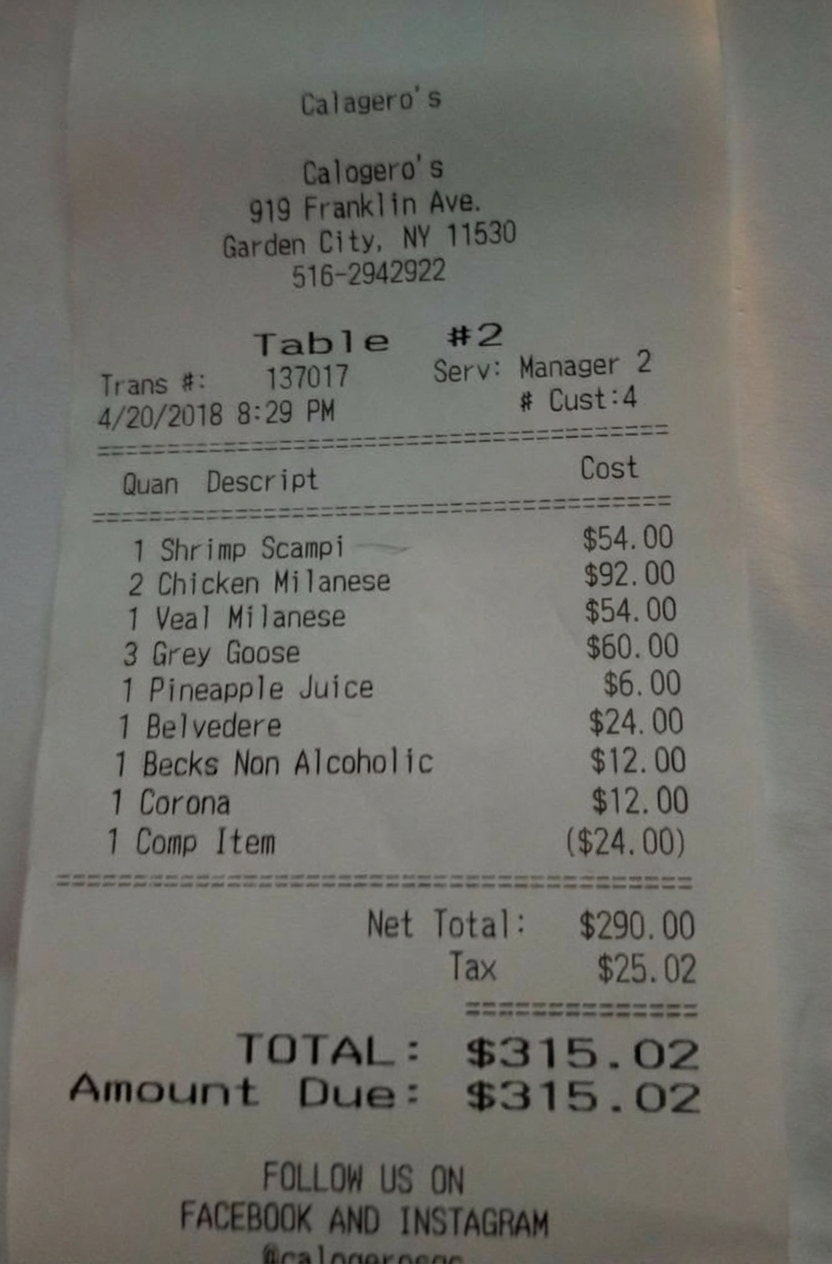 Calagero's
Calogero's
919 Franklin Ave.
Garden City, NY 11530
516-2942922
Table #2
Trans #: 137017 Serv: Manager 2
4/20/2018 8:29 PM # Cust:4
Quan Descript Cost
1 Shrimp Scampi $54.00
2 Chicken Milanese $92.00
1 Veal Milanese $54.00
3 Grey Goose $60.00
1 Pineapple Juice $6.00
1 Belvedere $24.00
1 Becks Non Alcoholic $12.00
1 Corona $12.00
1 Comp Item ($24.00)
Net Total: $290.00
Tax $25.02
TOTAL: $315.02
Amount Due: $315.02
FOLLOW US ON
FACEBOOK AND INSTAGRAM